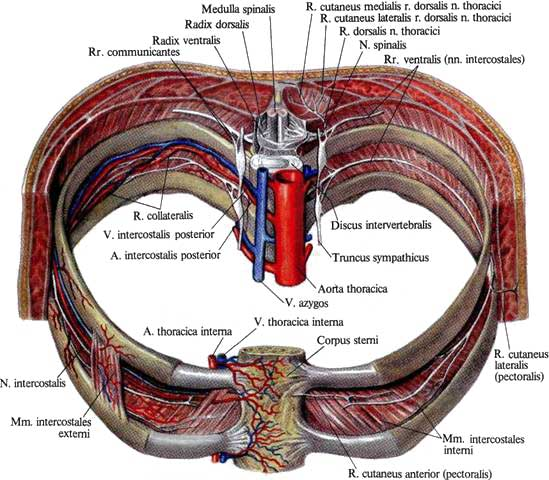 Medulla spinalis
Radix dorsalis
Radix ventralis
Rr. communicantes
R. cutaneus medialis r. dorsalis n. thoracici
R. cutaneus lateralis r. dorsalis n. thoracici
R. dorsalis n. thoracici
N. spinalis
Rr. ventralis (nn. intercostales)
R. collateralis
V. intercostalis posterior
A. intercostalis posterior
Discus intervertebralis
Truncus sympathicus
Aorta thoracica
V. azygos
A. thoracica interna
V. thoracica interna
Corpus sterni
N. intercostalis
Mm. intercostales
externi
R. cutaneus
lateralis
(pectoralis)
Mm. intercostales
interni
R. cutaneus anterior (pectoralis)